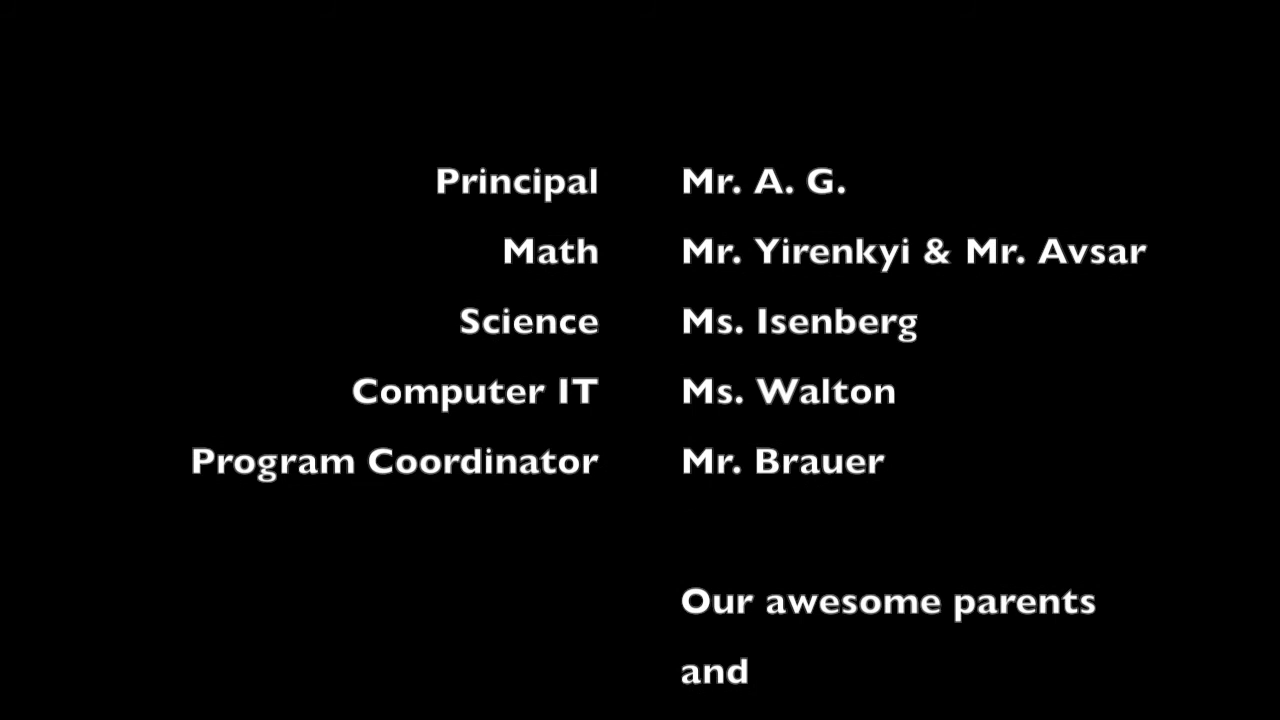 Principal Mr. A. G.
Math Mr. Yirenkyi & Mr. Avsar
Science Ms. Isenberg
Computer IT Ms. Walton
Program Coordinator Mr. Brauer
Our awesome parents
and